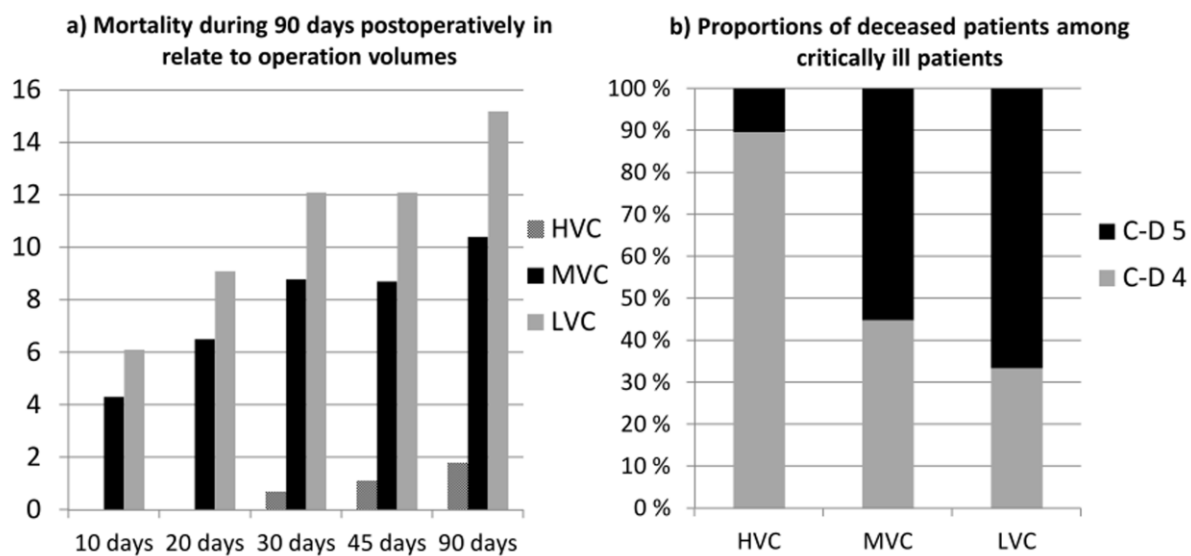 a) Mortality during 90 days postoperatively in
relate to operation volumes
16
14
12
10
8
6
4
2
0
10 days 20 days 30 days 45 days 90 days
HVC
MVC
LVC
b) Proportions of deceased patients among
critically ill patients
100 %
90 %
80 %
70 %
60 %
50 %
40 %
30 %
20 %
10 %
0 %
HVC MVC LVC
C-D 5
C-D 4